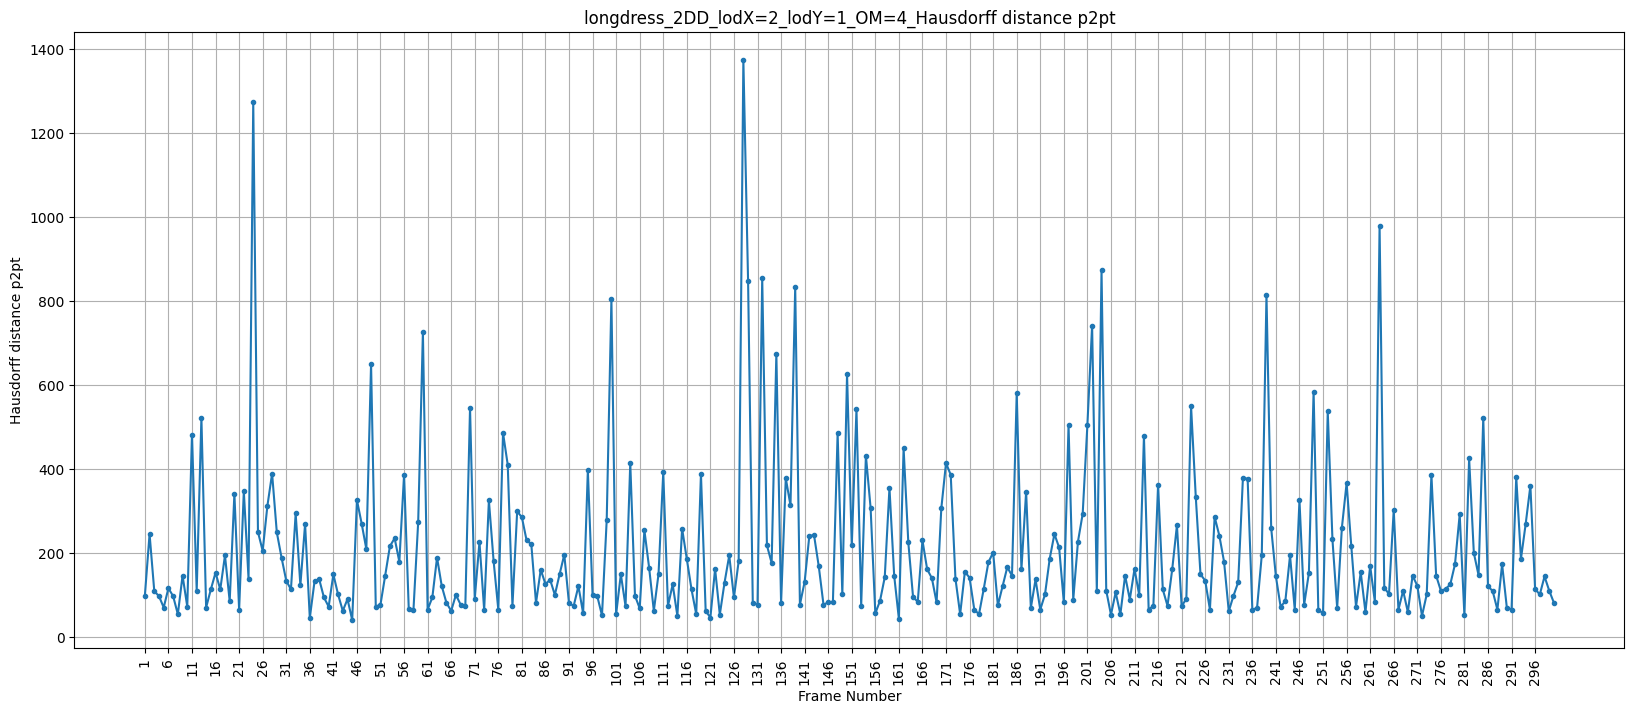 longdress_2DD_lodX=2_lodY=1_OM=4_Hausdorff distance p2pt
Hausdorff distance p2pt
1400
1200
1000
800
600
400
200
0
1 6 11 16 21 26 31 36 41 46 51 56 61 66 71 76 81 86 91 96 101 106 111 116 121 126 131 136 141 146 151 156 161 166 171 176 181 186 191 196 201 206 211 216 221 226 231 236 241 246 251 256 261 266 271 276 281 286 291 296
Frame Number